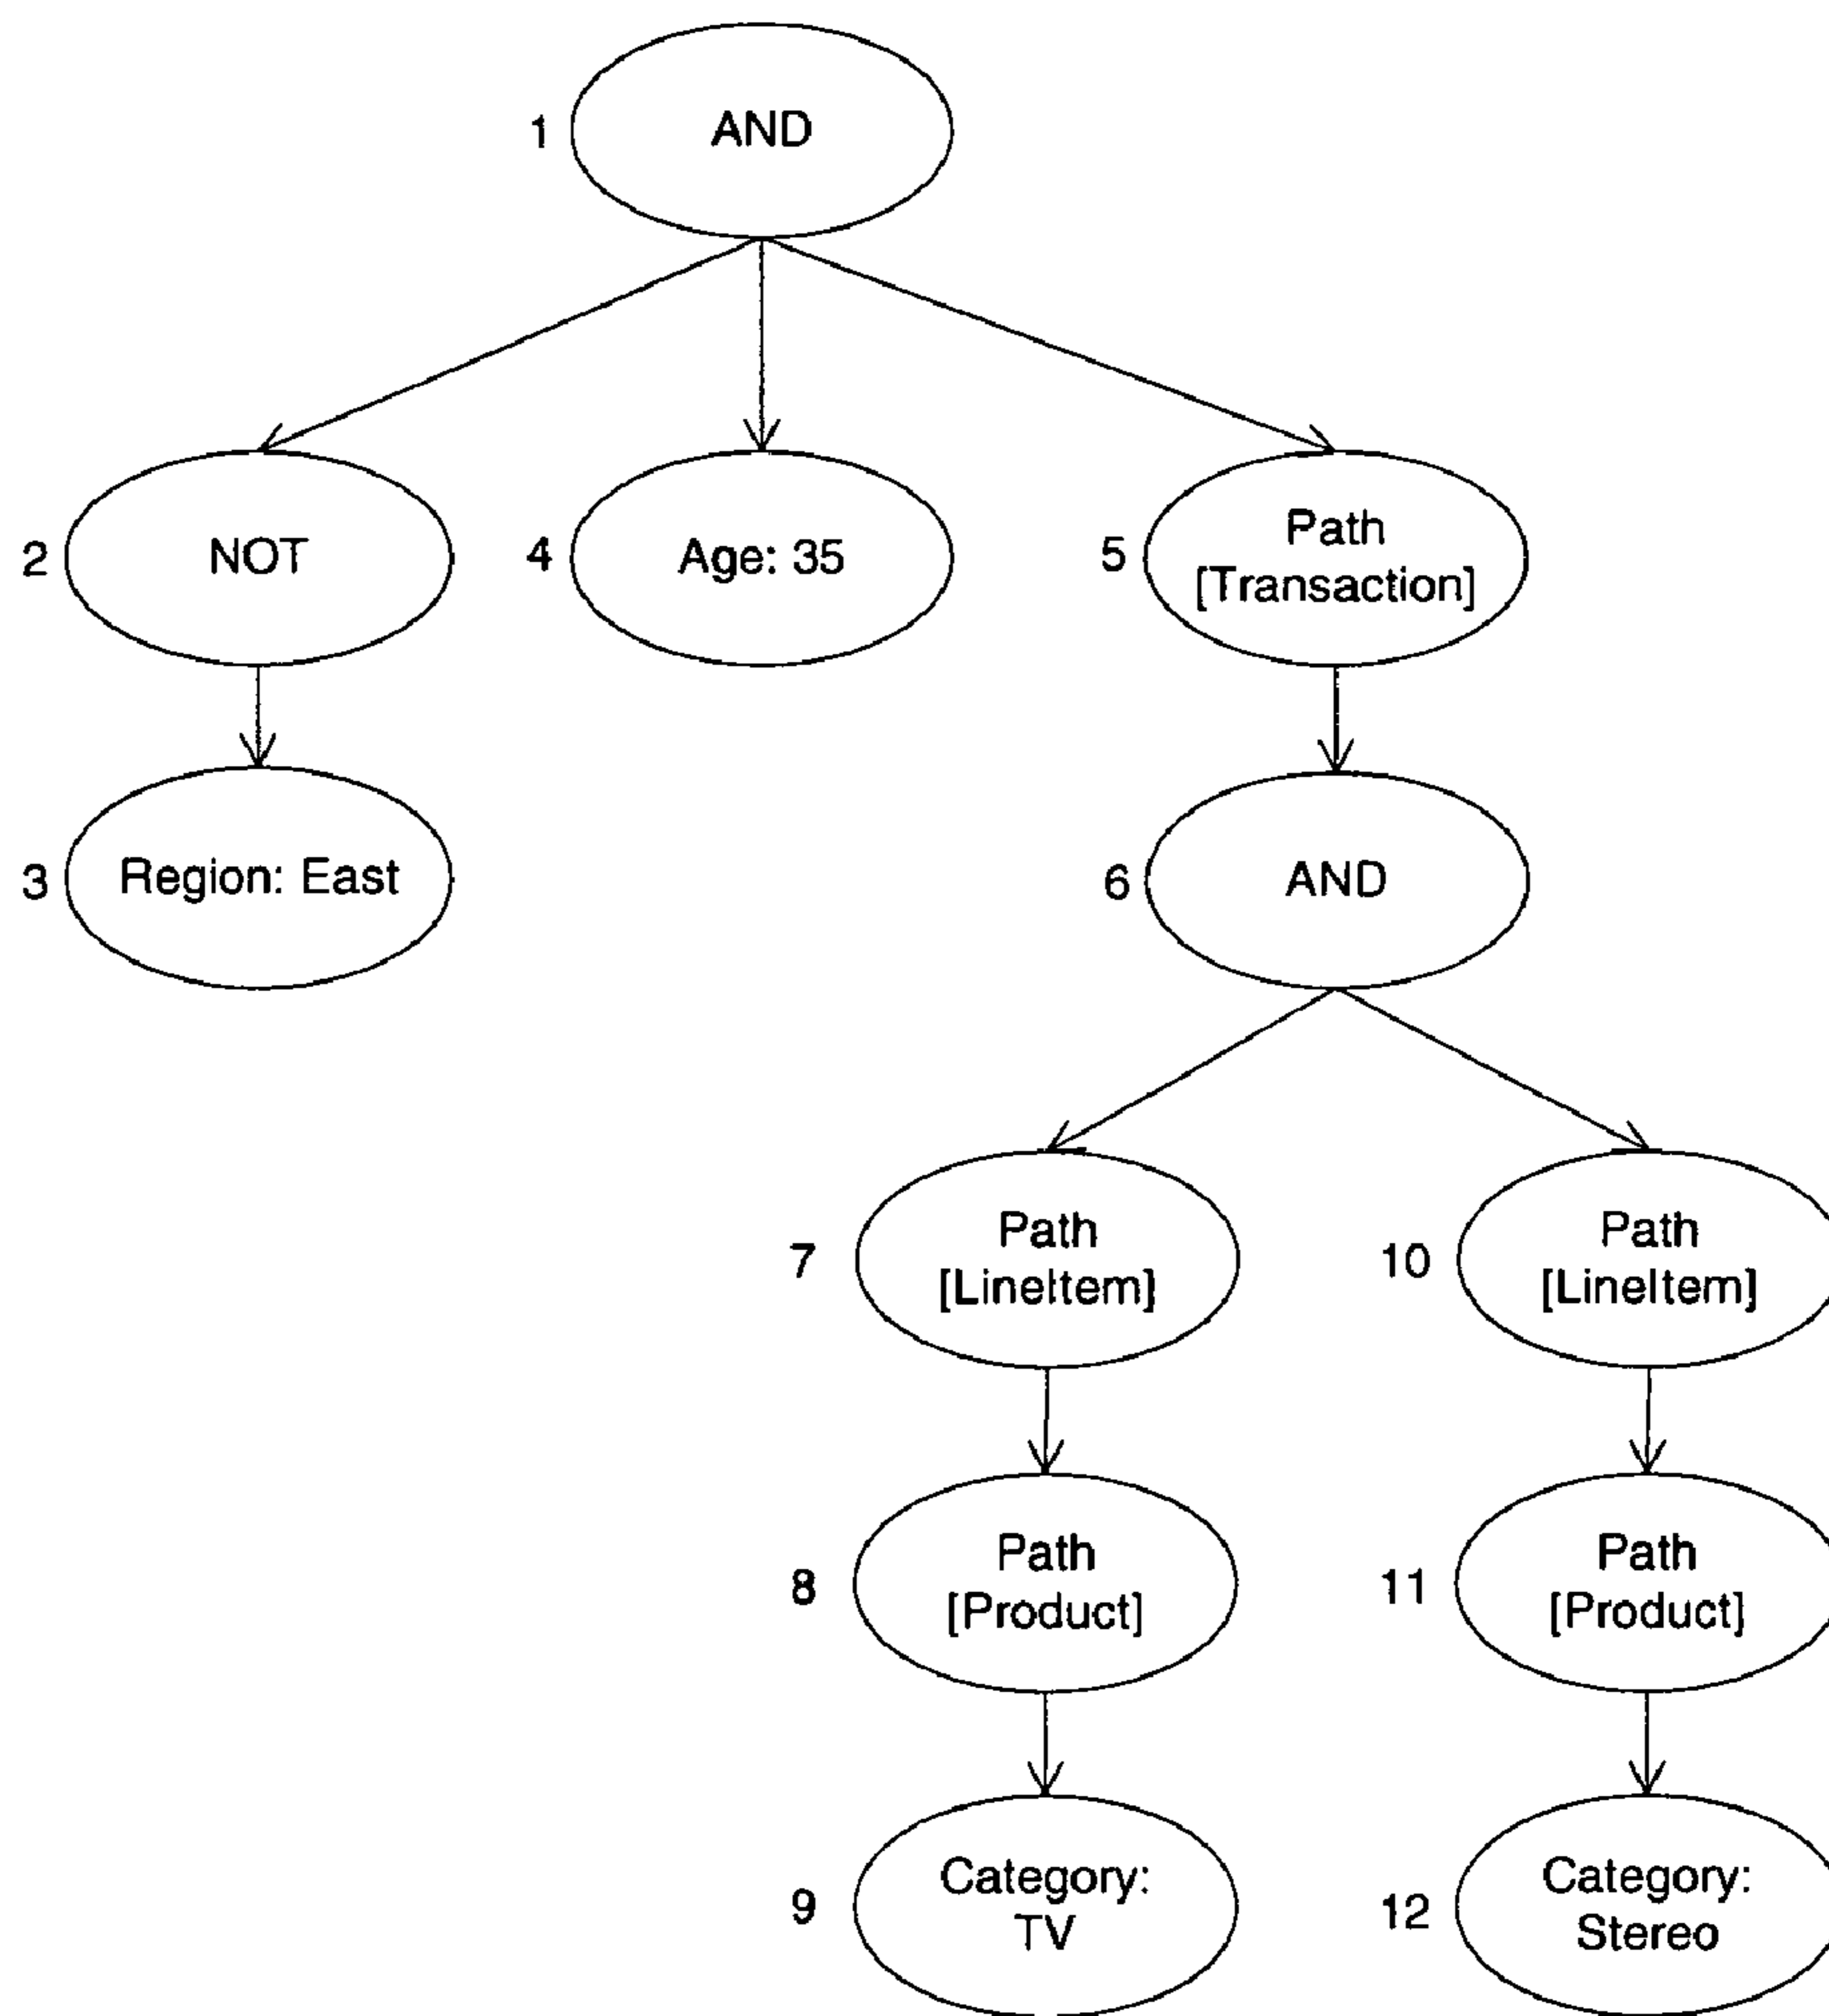 1
AND
2
NOT
4
Age: 35
5
Path
[Transaction]
3
Region: East
6
AND
7
Path
[LineItem]
10
Path
[LineItem]
8
Path
[Product]
11
Path
[Product]
9
Category:
TV
12
Category:
Stereo